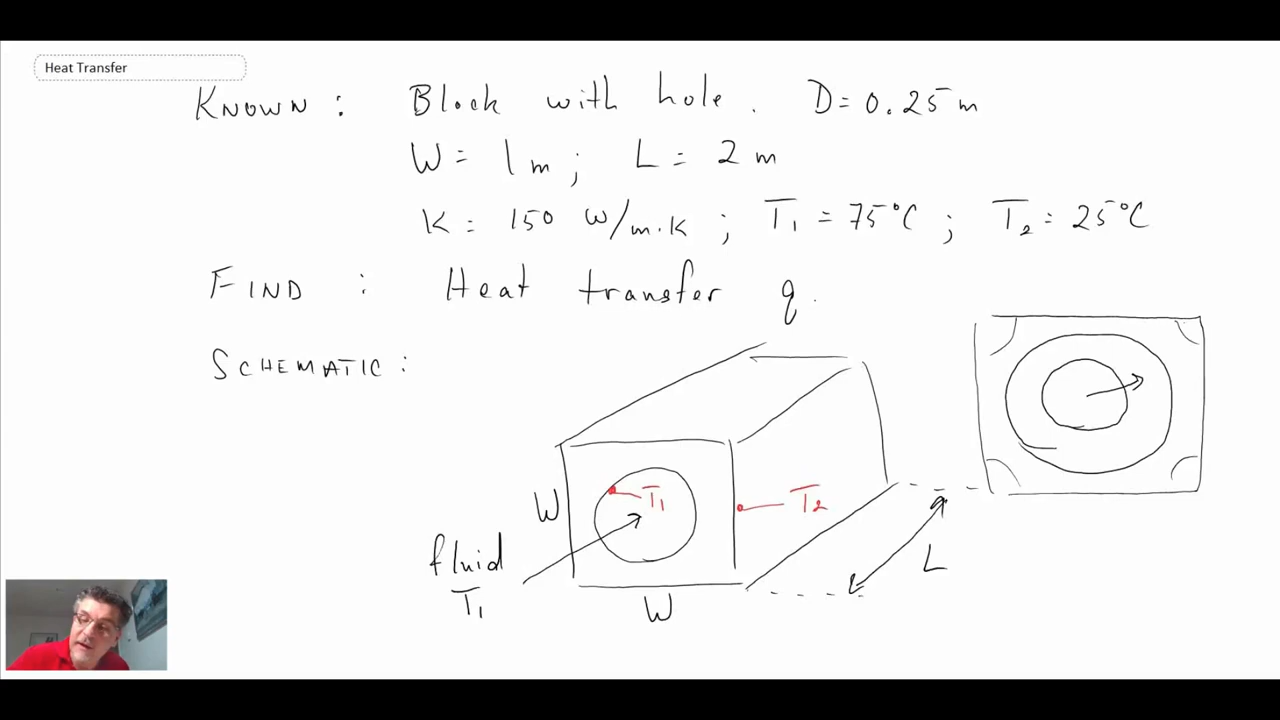 Heat Transfer
KNOWN : Block with hole . D = 0.25 m
W = 1 m ; L = 2 m
K = 150 W/m.K ; T1 = 75°C ; T2 = 25°C
FIND : Heat transfer q .
SCHEMATIC :
W
T1
T2
fluid
T1
W
L